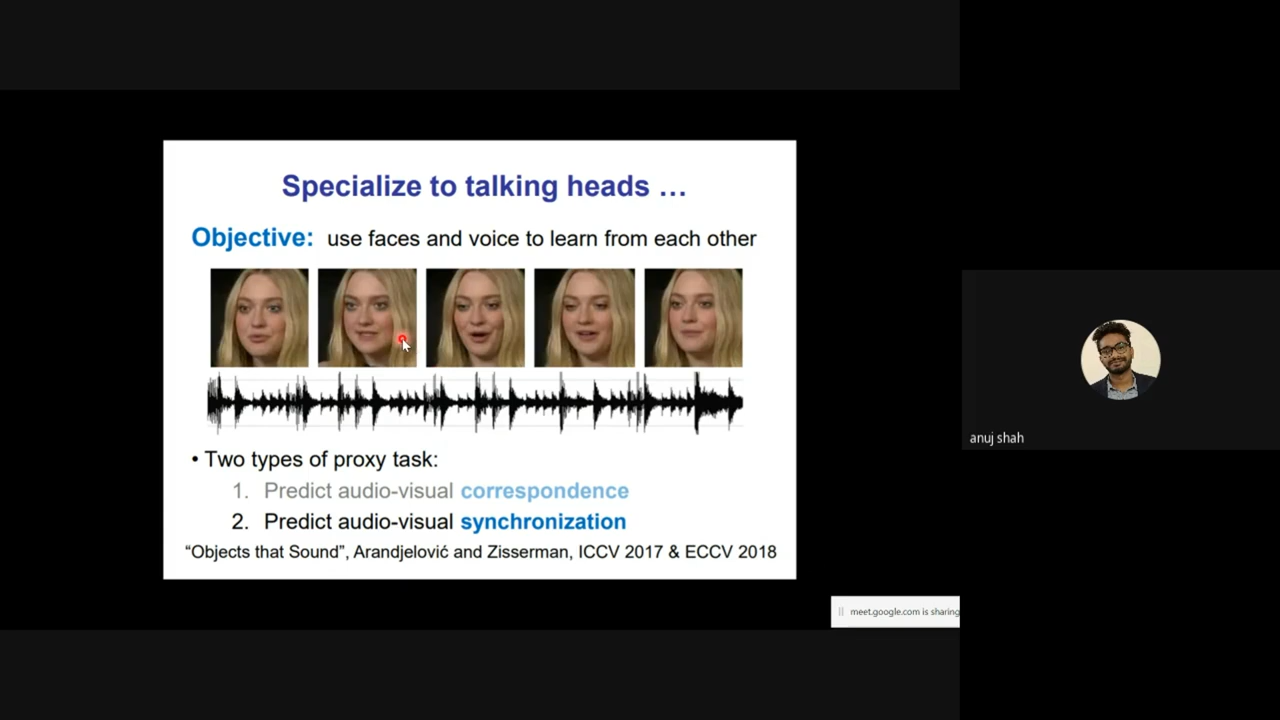 Specialize to talking heads …
Objective: use faces and voice to learn from each other
• Two types of proxy task:
1. Predict audio-visual correspondence
2. Predict audio-visual synchronization
“Objects that Sound”, Arandjelović and Zisserman, ICCV 2017 & ECCV 2018
anuj shah
meet.google.com is sharing